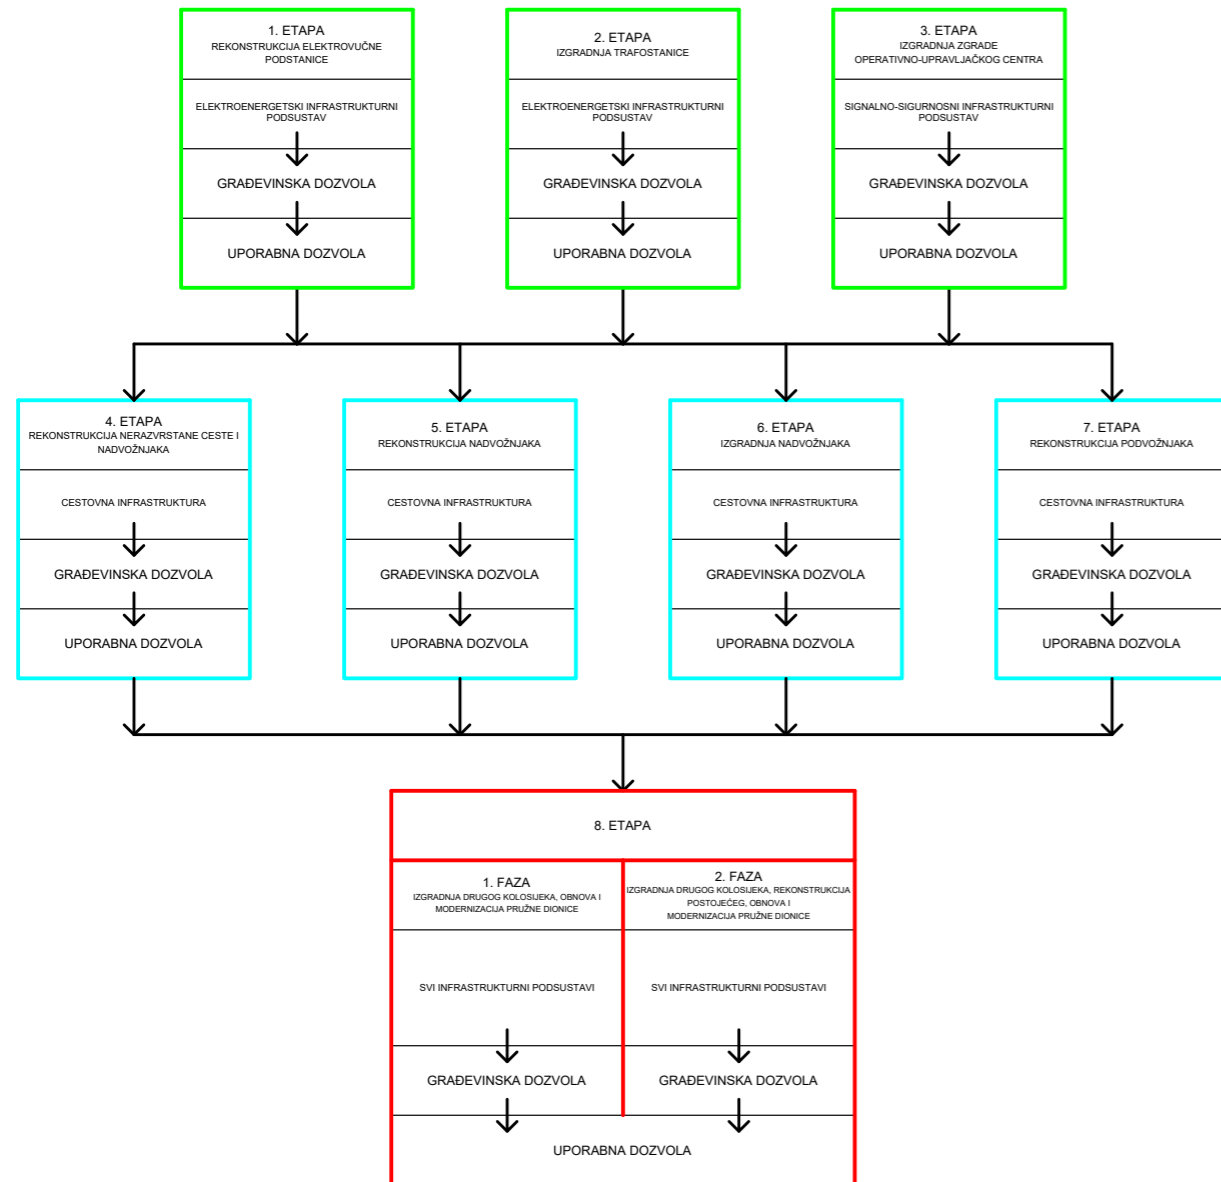 1. ETAPA
REKONSTRUKCIJA ELEKTROVUČNE
PODSTANICE
ELEKTROENERGETSKI INFRASTRUKTURNI
PODSUSTAV
GRAĐEVINSKA DOZVOLA
UPORABNA DOZVOLA
2. ETAPA
IZGRADNJA TRAFOSTANICE
ELEKTROENERGETSKI INFRASTRUKTURNI
PODSUSTAV
GRAĐEVINSKA DOZVOLA
UPORABNA DOZVOLA
3. ETAPA
IZGRADNJA ZGRADE
OPERATIVNO-UPRAVLJAČKOG CENTRA
SIGNALNO-SIGURNOSNI INFRASTRUKTURNI
PODSUSTAV
GRAĐEVINSKA DOZVOLA
UPORABNA DOZVOLA
4. ETAPA
REKONSTRUKCIJA NERAZVRSTANE CESTE I
NADVOŽNJAKA
CESTOVNA INFRASTRUKTURA
GRAĐEVINSKA DOZVOLA
UPORABNA DOZVOLA
5. ETAPA
REKONSTRUKCIJA NADVOŽNJAKA
CESTOVNA INFRASTRUKTURA
GRAĐEVINSKA DOZVOLA
UPORABNA DOZVOLA
6. ETAPA
IZGRADNJA NADVOŽNJAKA
CESTOVNA INFRASTRUKTURA
GRAĐEVINSKA DOZVOLA
UPORABNA DOZVOLA
7. ETAPA
REKONSTRUKCIJA PODVOŽNJAKA
CESTOVNA INFRASTRUKTURA
GRAĐEVINSKA DOZVOLA
UPORABNA DOZVOLA
8. ETAPA
1. FAZA
IZGRADNJA DRUGOG KOLOSIJEKA, OBNOVA I
MODERNIZACIJA PRUŽNE DIONICE
SVI INFRASTRUKTURNI PODSUSTAVI
GRAĐEVINSKA DOZVOLA
2. FAZA
IZGRADNJA DRUGOG KOLOSIJEKA, REKONSTRUKCIJA
POSTOJEĆEG, OBNOVA I
MODERNIZACIJA PRUŽNE DIONICE
SVI INFRASTRUKTURNI PODSUSTAVI
GRAĐEVINSKA DOZVOLA
UPORABNA DOZVOLA